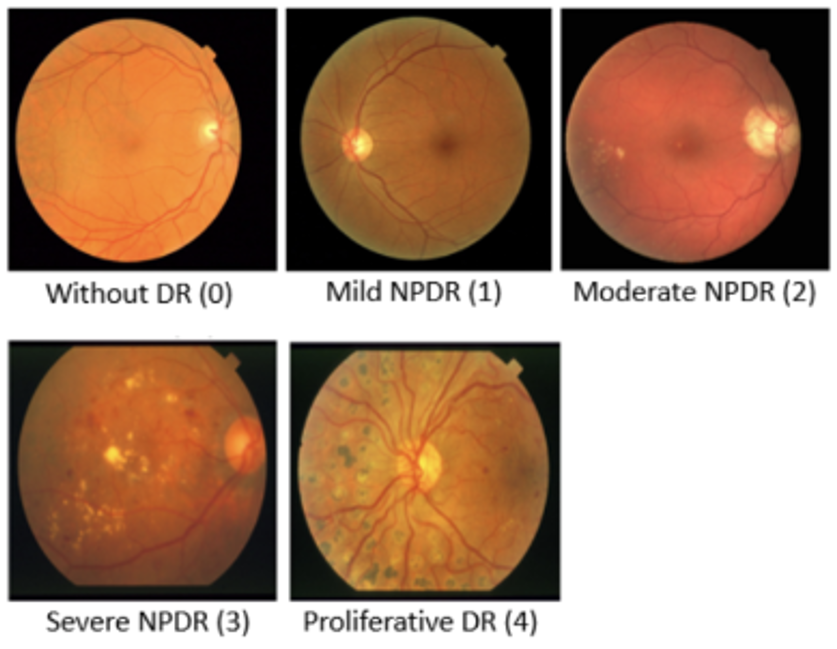 Without DR (0)
Mild NPDR (1)
Moderate NPDR (2)
Severe NPDR (3)
Proliferative DR (4)